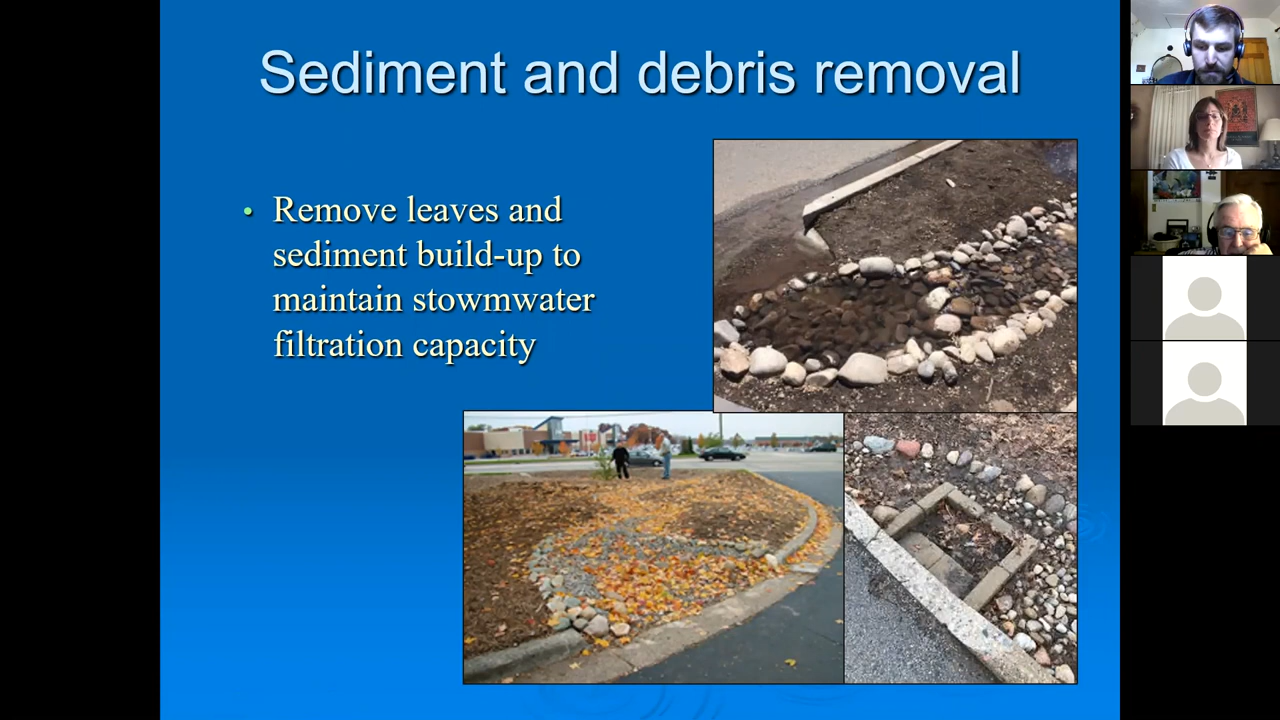 Sediment and debris removal
• Remove leaves and
sediment build-up to
maintain stowmwater
filtration capacity